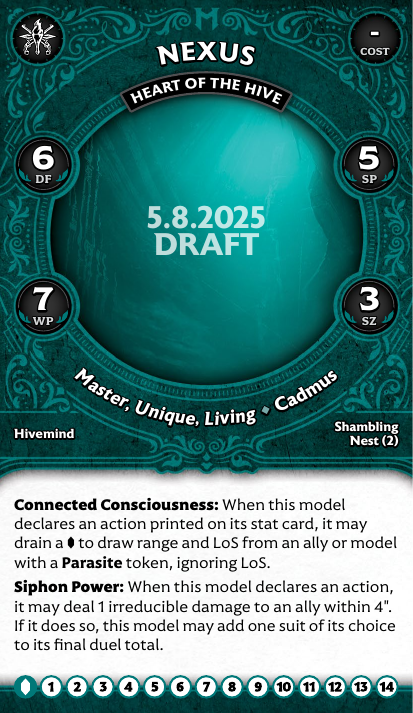 NEXUS
HEART OF THE HIVE
-
COST
6
DF
5
SP
5.8.2025
DRAFT
7
WP
3
SZ
Master, Unique, Living ♦ Cadmus
Hivemind
Shambling
Nest (2)
Connected Consciousness: When this model
declares an action printed on its stat card, it may
drain a to draw range and LoS from an ally or model
with a Parasite token, ignoring LoS.
Siphon Power: When this model declares an action,
it may deal 1 irreducible damage to an ally within 4".
If it does so, this model may add one suit of its choice
to its final duel total.
1 2 3 4 5 6 7 8 9 10 11 12 13 14